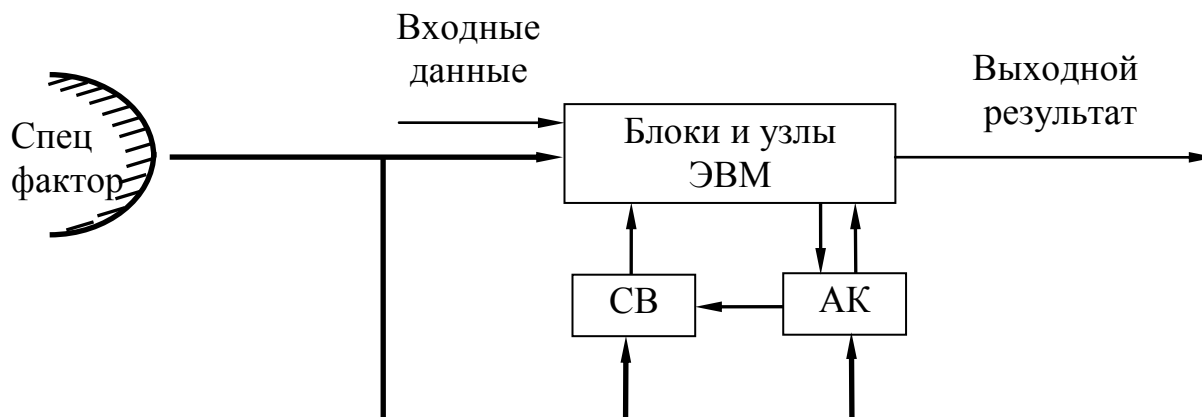 Входные
данные
Выходной
результат
Спец
фактор
Блоки и узлы
ЭВМ
СВ
АК